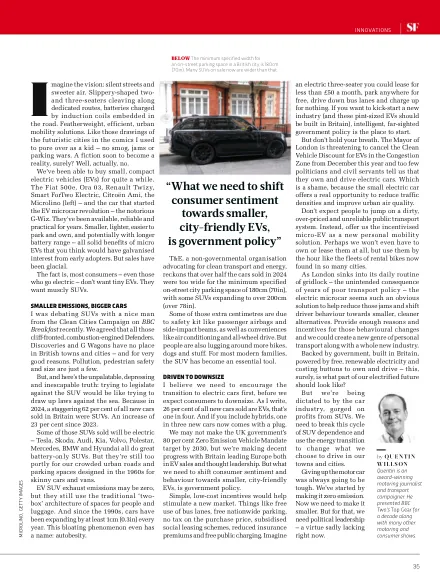 INNOVATIONS
SF
BELOW The minimum specified width for
an on-street parking space in a British city is 180cm
(70in). Many SUVs on sale now are wider than that
Imagine the vision: silent streets and
sweeter air. Slippery-shaped two-
and three-seaters cleaving along
dedicated routes, batteries charged
by induction coils embedded in
the road. Featherweight, efficient, urban
mobility solutions. Like those drawings of
the futuristic cities in the comics I used
to pore over as a kid – no smog, jams or
parking wars. A fiction soon to become a
reality, surely? Well, actually, no.
We've been able to buy small, compact
electric vehicles (EVs) for quite a while.
The Fiat 500e, Ora 03, Renault Twizy,
Smart ForTwo Electric, Citroën Ami, the
Microlino (left) – and the car that started
the EV microcar revolution – the notorious
G-Wiz. They've been available, reliable and
practical for years. Smaller, lighter, easier to
park and own, and potentially with longer
battery range – all solid benefits of micro
EVs that you think would have galvanised
interest from early adopters. But sales have
been glacial.
The fact is, most consumers – even those
who go electric – don't want tiny EVs. They
want muscly SUVs.
SMALLER EMISSIONS, BIGGER CARS
I was debating SUVs with a nice man
from the Clean Cities Campaign on BBC
Breakfast recently. We agreed that all those
cliff-fronted, combustion-engined Defenders,
Discoveries and G Wagons have no place
in British towns and cities – and for very
good reasons. Pollution, pedestrian safety
and size are just a few.
But, and here's the unpalatable, depressing
and inescapable truth: trying to legislate
against the SUV would be like trying to
draw up laws against the sea. Because in
2024, a staggering 62 per cent of all new cars
sold in Britain were SUVs. An increase of
23 per cent since 2023.
Some of those SUVs sold will be electric
– Tesla, Skoda, Audi, Kia, Volvo, Polestar,
Mercedes, BMW and Hyundai all do great
battery-only SUVs. But they're still too
portly for our crowded urban roads and
parking spaces designed in the 1960s for
skinny cars and vans.
EV SUV exhaust emissions may be zero,
but they still use the traditional 'two-
box' architecture of spaces for people and
luggage. And since the 1990s, cars have
been expanding by at least 1cm (0.3in) every
year. This bloating phenomenon even has
a name: autobesity.
"What we need to shift
consumer sentiment
towards smaller,
city-friendly EVs,
is government policy"
T&E, a non-governmental organisation
advocating for clean transport and energy,
reckons that over half the cars sold in 2024
were too wide for the minimum specified
on-street city parking space of 180cm (70in),
with some SUVs expanding to over 200cm
(over 78in).
Some of those extra centimetres are due
to safety kit like passenger airbags and
side-impact beams, as well as conveniences
like air conditioning and all-wheel drive. But
people are also lugging around more bikes,
dogs and stuff. For most modern families,
the SUV has become an essential tool.
DRIVEN TO DOWNSIZE
I believe we need to encourage the
transition to electric cars first, before we
expect consumers to downsize. As I write,
26 per cent of all new cars sold are EVs, that's
one in four. And if you include hybrids, one
in three new cars now comes with a plug.
We may not make the UK government's
80 per cent Zero Emission Vehicle Mandate
target by 2030, but we're making decent
progress with Britain leading Europe both
in EV sales and thought leadership. But what
we need to shift consumer sentiment and
behaviour towards smaller, city-friendly
EVs, is government policy.
Simple, low-cost incentives would help
stimulate a new market. Things like free
use of bus lanes, free nationwide parking,
no tax on the purchase price, subsidised
social leasing schemes, reduced insurance
premiums and free public charging. Imagine
an electric three-seater you could lease for
less than £50 a month, park anywhere for
free, drive down bus lanes and charge up
for nothing. If you want to kick-start a new
industry (and these pint-sized EVs should
be built in Britain), intelligent, far-sighted
government policy is the place to start.
But don't hold your breath. The Mayor of
London is threatening to cancel the Clean
Vehicle Discount for EVs in the Congestion
Zone from December this year and too few
politicians and civil servants tell us that
they own and drive electric cars. Which
is a shame, because the small electric car
offers a real opportunity to reduce traffic
densities and improve urban air quality.
Don't expect people to jump on a dirty,
over-priced and unreliable public transport
system. Instead, offer us the incentivised
micro-EV as a new personal mobility
solution. Perhaps we won't even have to
own or lease them at all, but use them by
the hour like the fleets of rental bikes now
found in so many cities.
As London sinks into its daily routine
of gridlock – the unintended consequence
of years of poor transport policy – the
electric microcar seems such an obvious
solution to help reduce those jams and shift
driver behaviour towards smaller, cleaner
alternatives. Provide enough reasons and
incentives for those behavioural changes
and we could create a new genre of personal
transport along with a whole new industry.
Backed by government, built in Britain,
powered by free, renewable electricity and
costing buttons to own and drive – this,
surely, is what part of our electrified future
should look like?
But we're being
dictated to by the car
industry, gorged on
profits from SUVs. We
need to break this cycle
of SUV dependence and
use the energy transition
to change what we
choose to drive in our
towns and cities.
Giving up the motor car
was always going to be
tough. We've started by
making it zero emission.
Now we need to make it
smaller. But for that, we
need political leadership
– a virtue sadly lacking
right now.
by QUENTIN
WILLSON
Quentin is an
award-winning
motoring journalist
and transport
campaigner. He
presented BBC
Two's Top Gear for
a decade along
with many other
motoring and
consumer shows.
MICROLINO, GETTY IMAGES
35